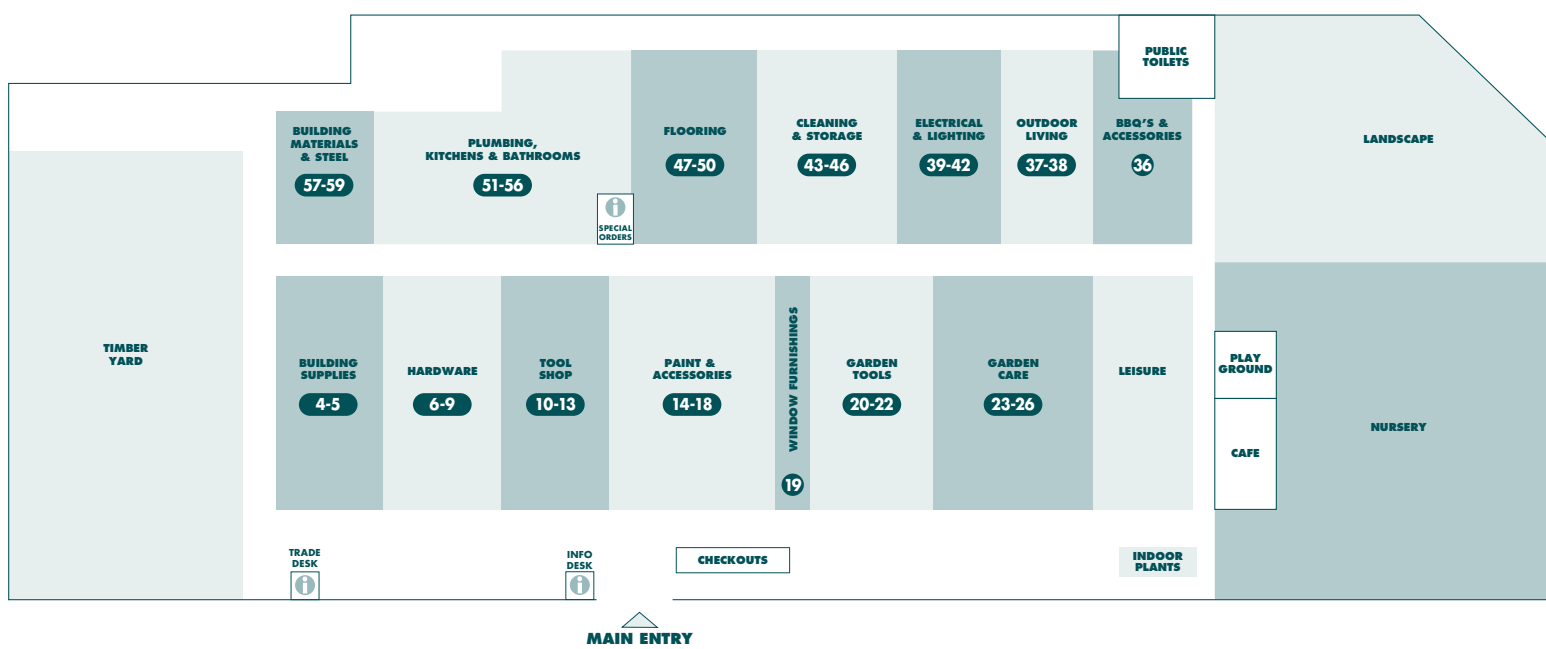 PUBLIC
TOILETS
BUILDING
MATERIALS
& STEEL
57-59
PLUMBING,
KITCHENS & BATHROOMS
51-56
SPECIAL
ORDERS
FLOORING
47-50
CLEANING
& STORAGE
43-46
ELECTRICAL
& LIGHTING
39-42
OUTDOOR
LIVING
37-38
BBQ'S &
ACCESSORIES
36
LANDSCAPE
TIMBER
YARD
BUILDING
SUPPLIES
4-5
HARDWARE
6-9
TOOL
SHOP
10-13
PAINT &
ACCESSORIES
14-18
WINDOW FURNISHINGS
19
GARDEN
TOOLS
20-22
GARDEN
CARE
23-26
LEISURE
PLAY
GROUND
CAFE
NURSERY
TRADE
DESK
INFO
DESK
CHECKOUTS
INDOOR
PLANTS
MAIN ENTRY